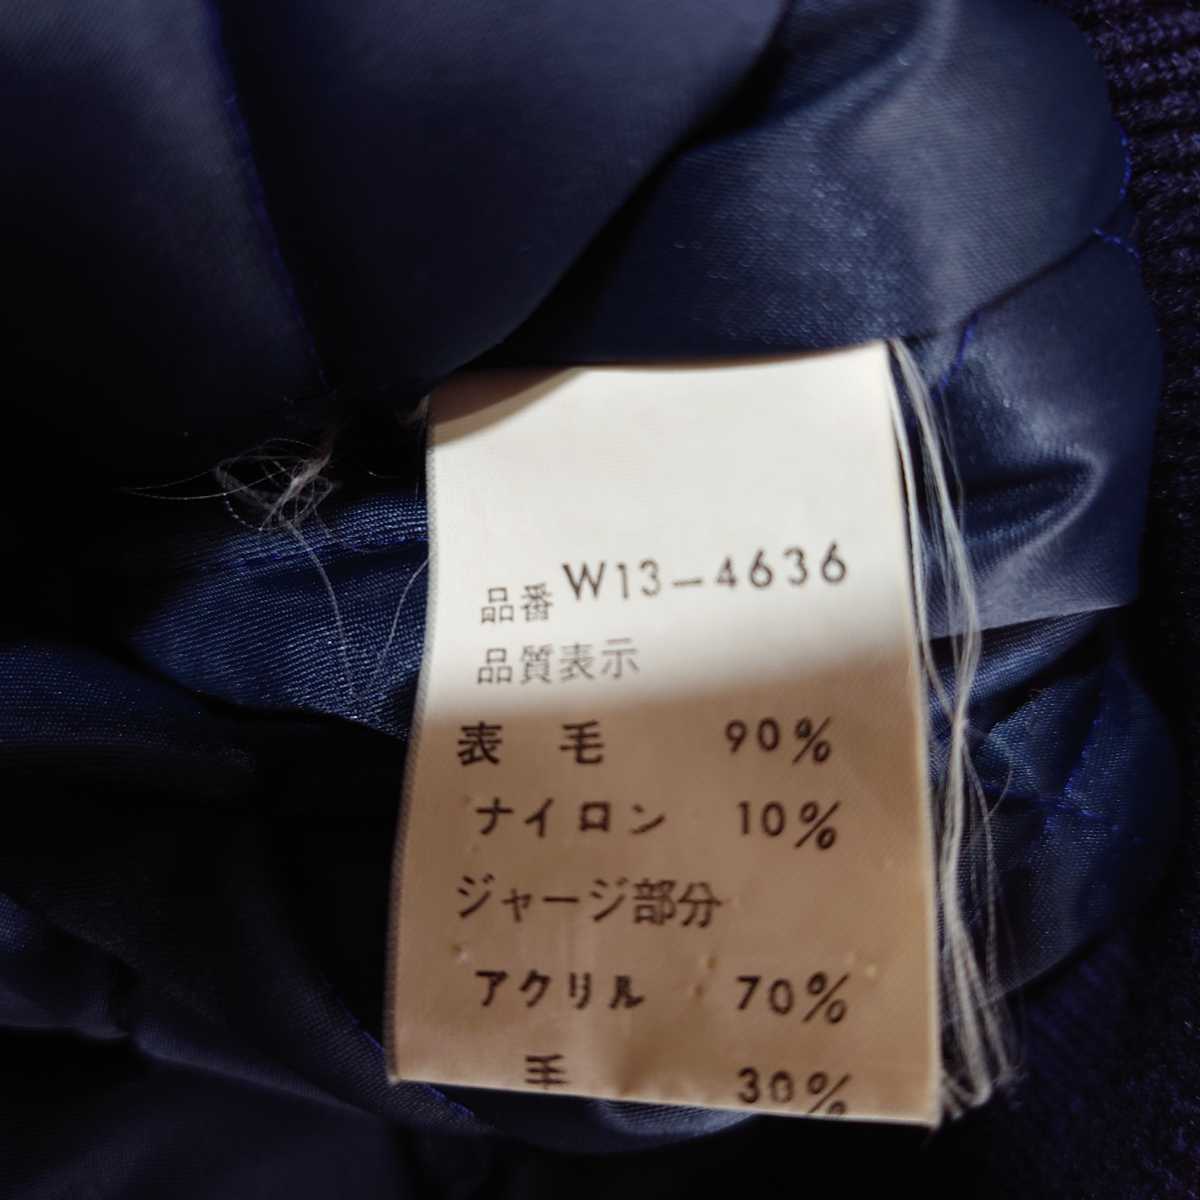 品番 W13-4636
品質表示
表 毛 90%
ナイロン 10%
ジャージ部分
アクリル 70%
毛 30%